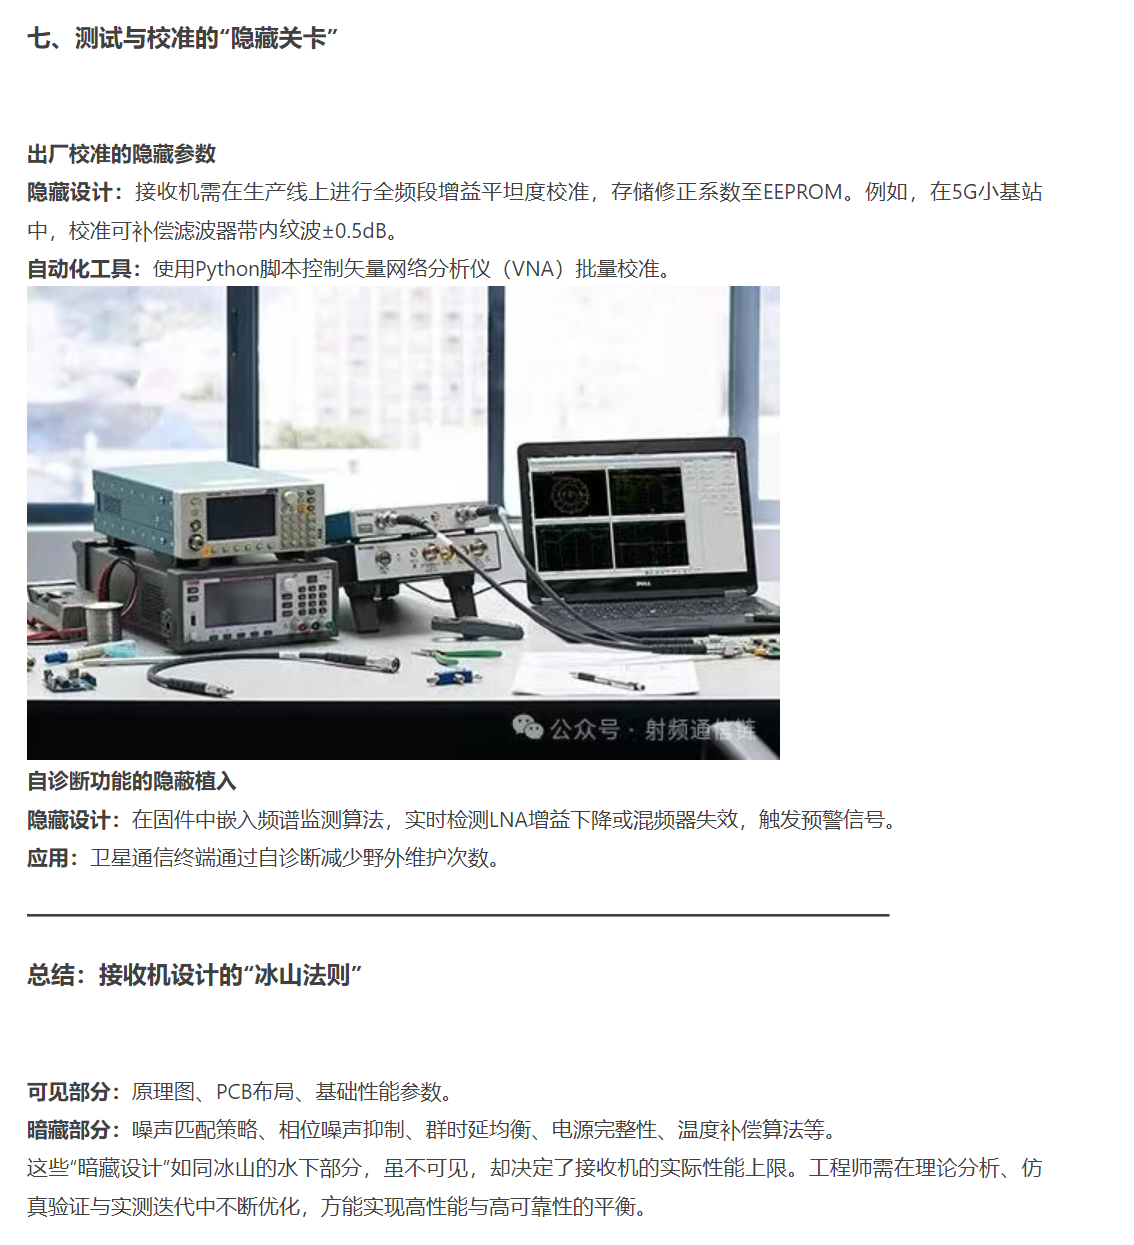 七、测试与校准的“隐藏关卡”
出厂校准的隐藏参数
隐藏设计：接收机需在生产线上进行全频段增益平坦度校准，存储修正系数至EEPROM。例如，在5G小基站
中，校准可补偿滤波器带内纹波±0.5dB。
自动化工具：使用Python脚本控制矢量网络分析仪（VNA）批量校准。
DELL
公众号 · 射频通信链
自诊断功能的隐蔽植入
隐藏设计：在固件中嵌入频谱监测算法，实时检测LNA增益下降或混频器失效，触发预警信号。
应用：卫星通信终端通过自诊断减少野外维护次数。
总结：接收机设计的“冰山法则”
可见部分：原理图、PCB布局、基础性能参数。
暗藏部分：噪声匹配策略、相位噪声抑制、群时延均衡、电源完整性、温度补偿算法等。
这些“暗藏设计”如同冰山的水下部分，虽不可见，却决定了接收机的实际性能上限。工程师需在理论分析、仿
真验证与实测迭代中不断优化，方能实现高性能与高可靠性的平衡。